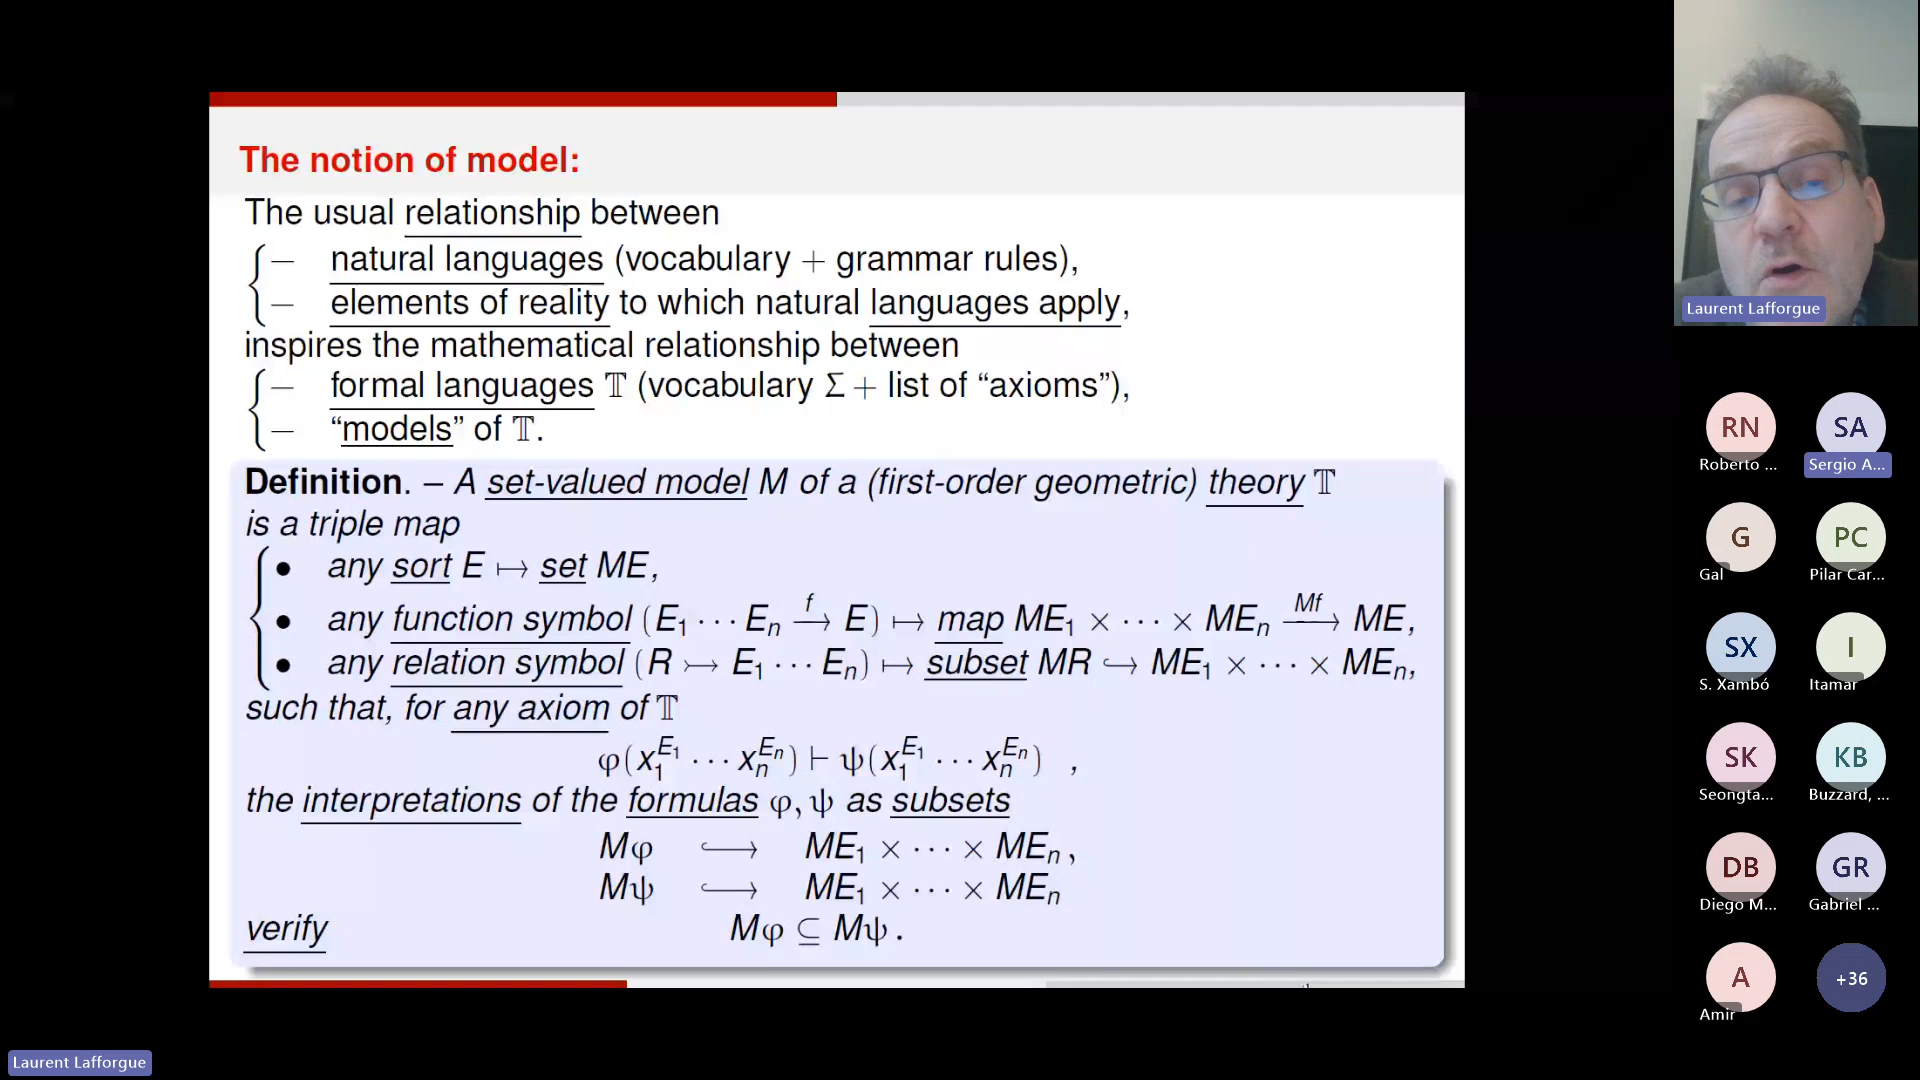 The notion of model:
The usual relationship between
— natural languages (vocabulary + grammar rules),
— elements of reality to which natural languages apply,
inspires the mathematical relationship between
— formal languages 𝕋 (vocabulary Σ + list of “axioms”),
— “models” of 𝕋.
Definition. – A set-valued model M of a (first-order geometric) theory 𝕋
is a triple map
• any sort E ↦ set ME,
• any function symbol (E₁ ⋯ Eₙ —f→ E) ↦ map ME₁ × ⋯ × MEₙ —Mf→ ME,
• any relation symbol (R ↣ E₁ ⋯ Eₙ) ↦ subset MR ↪ ME₁ × ⋯ × MEₙ,
such that, for any axiom of 𝕋
φ(x₁^{E₁} ⋯ xₙ^{Eₙ}) ⊢ ψ(x₁^{E₁} ⋯ xₙ^{Eₙ}) ,
the interpretations of the formulas φ, ψ as subsets
Mφ ↪ ME₁ × ⋯ × MEₙ,
Mψ ↪ ME₁ × ⋯ × MEₙ
verify Mφ ⊆ Mψ.
Laurent Lafforgue
RN
Roberto ...
SA
Sergio A...
G
Gal
PC
Pilar Car...
SX
S. Xambó
I
Itamar
SK
Seongta...
KB
Buzzard, ...
DB
Diego M...
GR
Gabriel ...
A
Amir
+36
Laurent Lafforgue